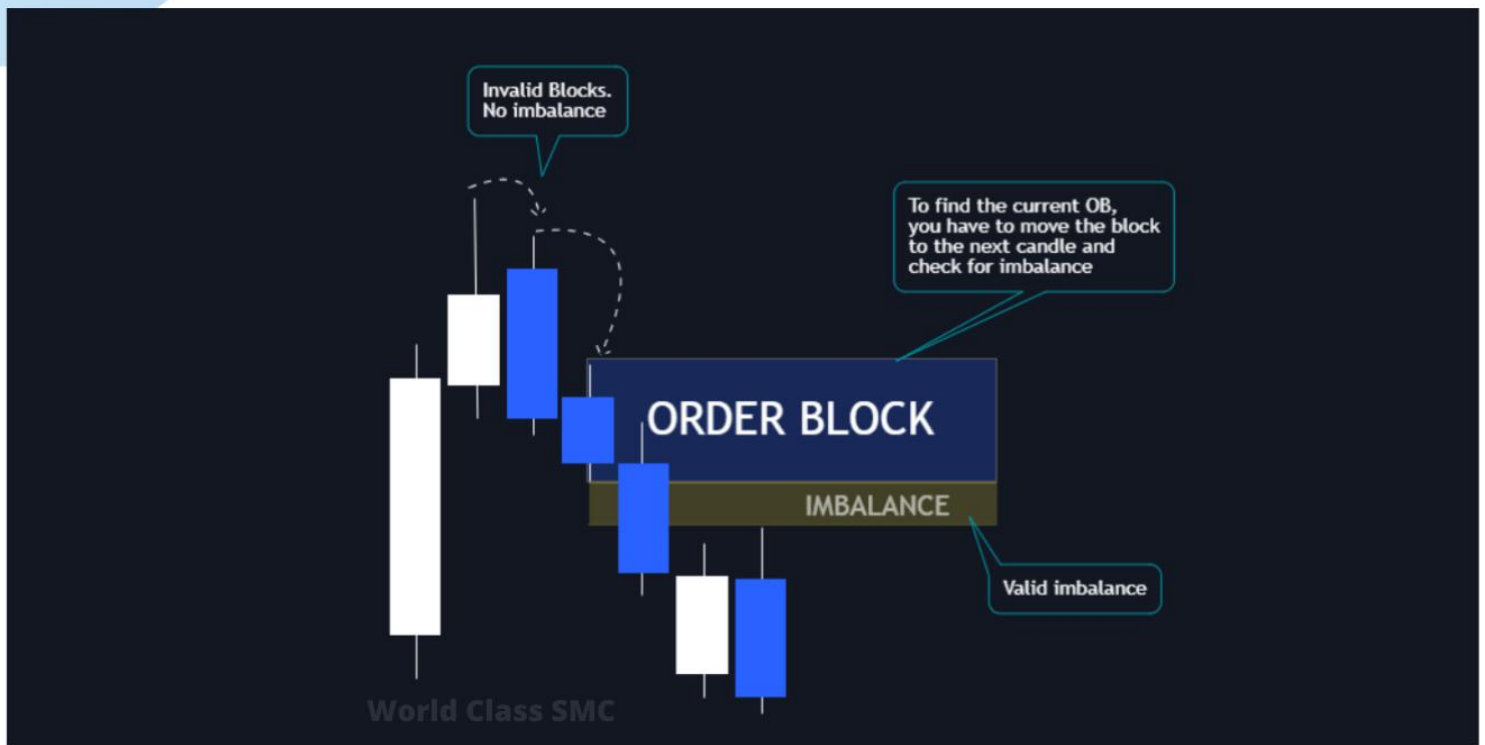 Invalid Blocks.
No imbalance
To find the current OB,
you have to move the block
to the next candle and
check for imbalance
ORDER BLOCK
IMBALANCE
Valid imbalance
World Class SMC